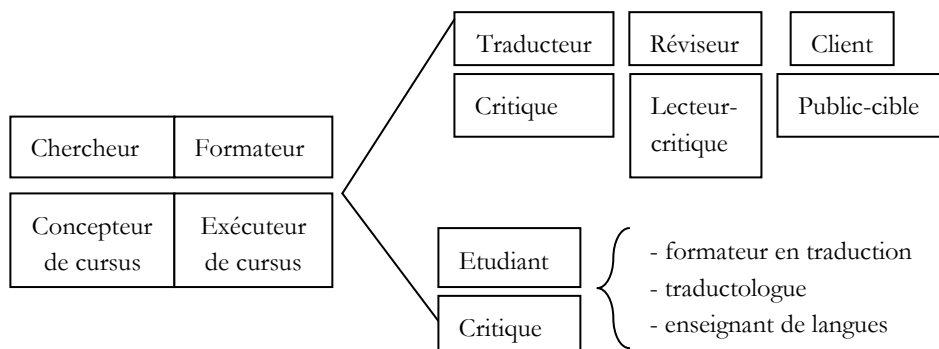 Traducteur
Réviseur
Client
Critique
Lecteur-
critique
Public-cible
Chercheur
Formateur
Concepteur
de cursus
Exécuteur
de cursus
Etudiant
Critique
- formateur en traduction
- traductologue
- enseignant de langues